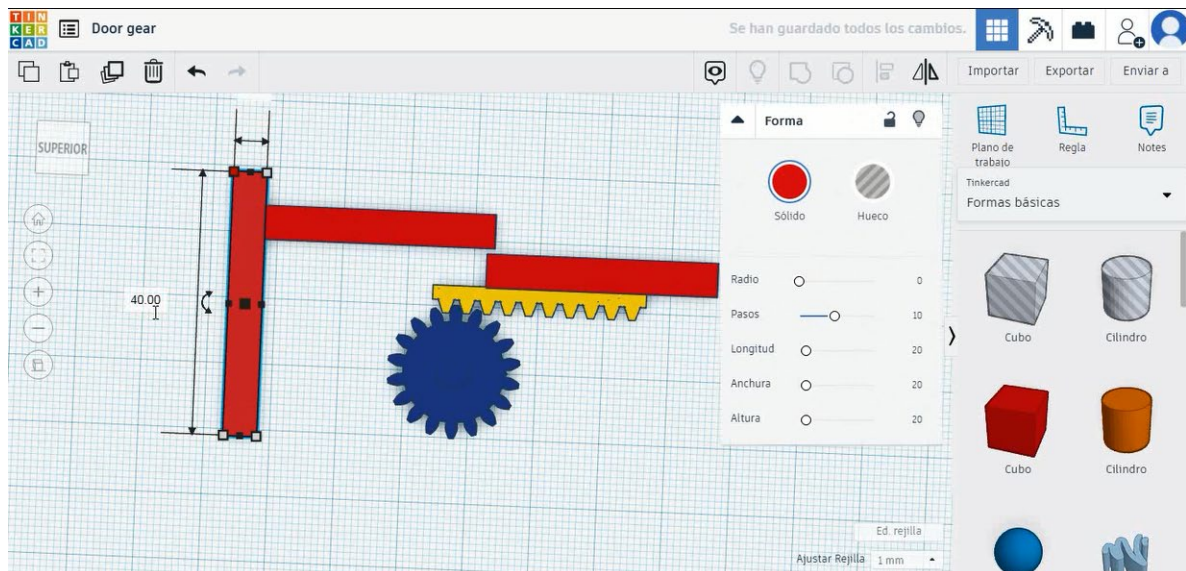 TIN
KER
CAD
Door gear
Se han guardado todos los cambios.
Importar
Exportar
Enviar a
SUPERIOR
40.00
Forma
Sólido
Hueco
Radio
0
Pasos
10
Longitud
20
Anchura
20
Altura
20
Plano de
trabajo
Regla
Notes
Tinkercad
Formas básicas
Cubo
Cilindro
Cubo
Cilindro
Ed. rejilla
Ajustar Rejilla
1 mm